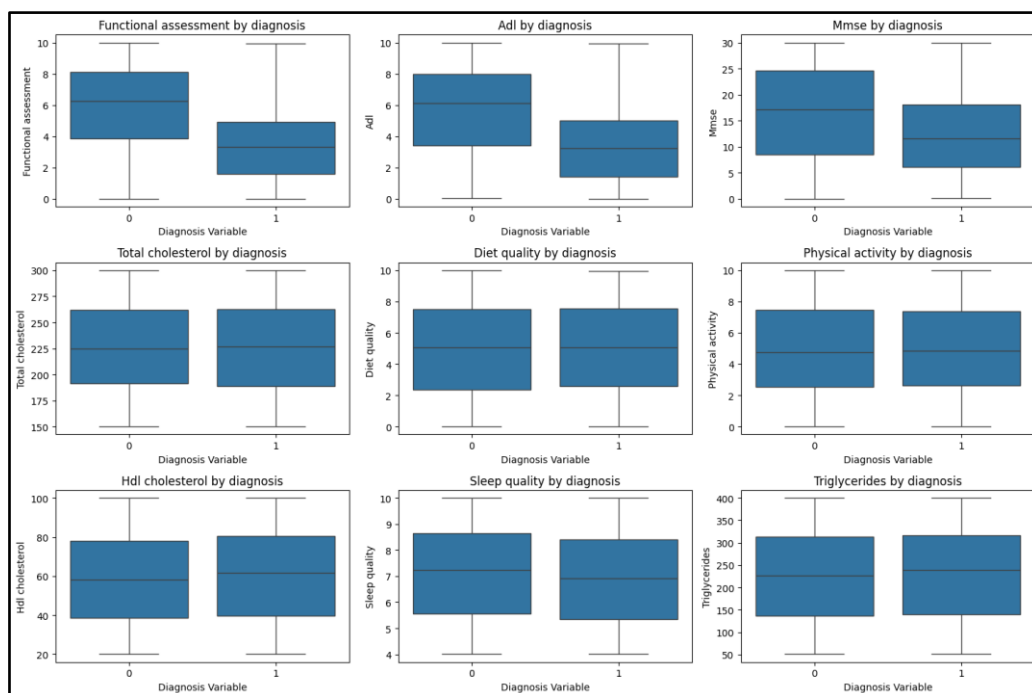 Functional assessment by diagnosis
Functional assessment
10
8
6
4
2
0
0 1
Diagnosis Variable
Adl by diagnosis
Adl
10
8
6
4
2
0
0 1
Diagnosis Variable
Mmse by diagnosis
Mmse
30
25
20
15
10
5
0
0 1
Diagnosis Variable
Total cholesterol by diagnosis
Total cholesterol
300
275
250
225
200
175
150
0 1
Diagnosis Variable
Diet quality by diagnosis
Diet quality
10
8
6
4
2
0
0 1
Diagnosis Variable
Physical activity by diagnosis
Physical activity
10
8
6
4
2
0
0 1
Diagnosis Variable
Hdl cholesterol by diagnosis
Hdl cholesterol
100
80
60
40
20
0 1
Diagnosis Variable
Sleep quality by diagnosis
Sleep quality
10
9
8
7
6
5
4
0 1
Diagnosis Variable
Triglycerides by diagnosis
Triglycerides
400
350
300
250
200
150
100
50
0 1
Diagnosis Variable